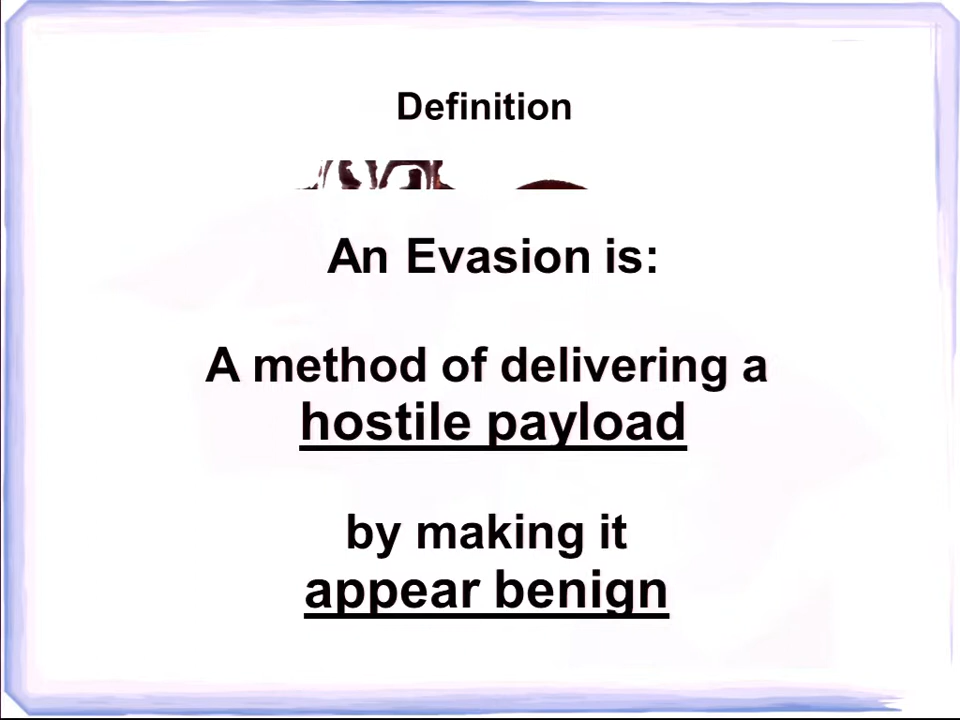 Definition
An Evasion is:
A method of delivering a
hostile payload
by making it
appear benign